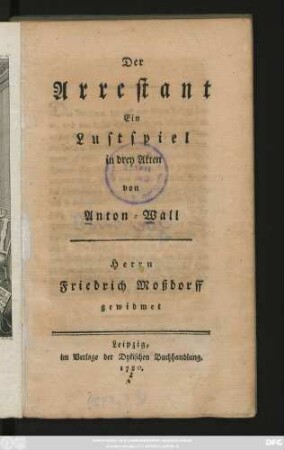 Der
Arrestant
Ein
Lustspiel
in drey Akten
von
Anton-Wall
Herrn
Friedrich Moßdorff
gewidmet
Leipzig,
im Verlage der Dykischen Buchhandlung.
1780.